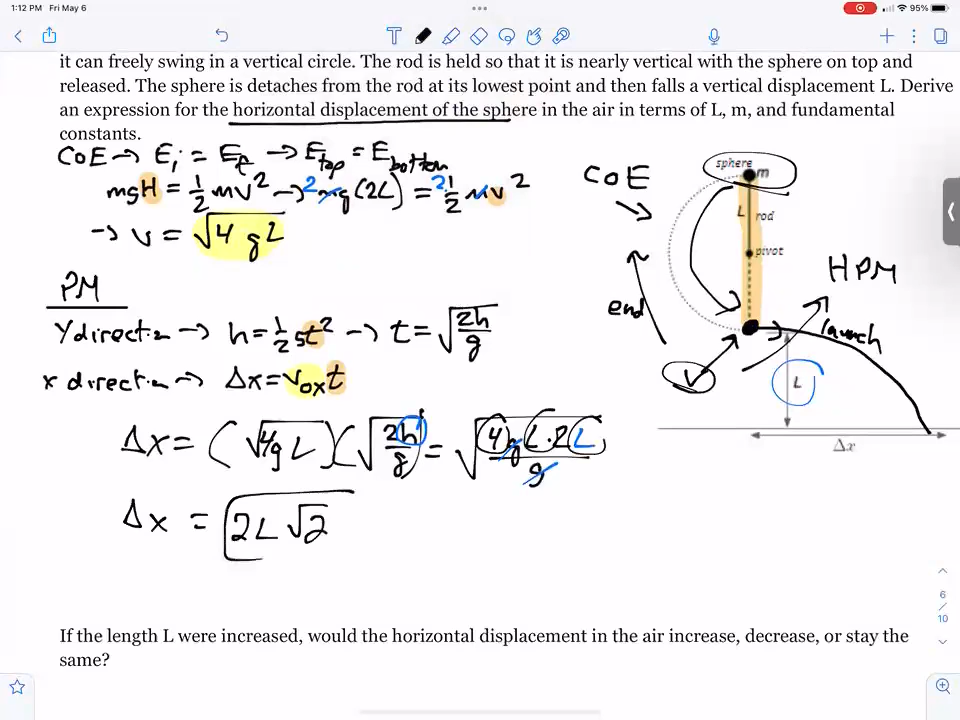 1:12 PM Fri May 6
95%
it can freely swing in a vertical circle. The rod is held so that it is nearly vertical with the sphere on top and
released. The sphere is detaches from the rod at its lowest point and then falls a vertical displacement L. Derive
an expression for the horizontal displacement of the sphere in the air in terms of L, m, and fundamental
constants.
COE → Ei = Ef → Etop = Ebottom
mgH = 1/2 mv² → 2 mg(2L) = 2 1/2 mv²
→ v = √4gL
PM
Y direction → h = 1/2 gt² → t = √2h/g
x direction → Δx = vox t
Δx = (√4gL)(√2h/g) = √4gL·2L/g
Δx = 2L√2
COE
sphere
m
L
rod
pivot
HPM
end
launch
V
L
Δx
6
/
10
If the length L were increased, would the horizontal displacement in the air increase, decrease, or stay the
same?